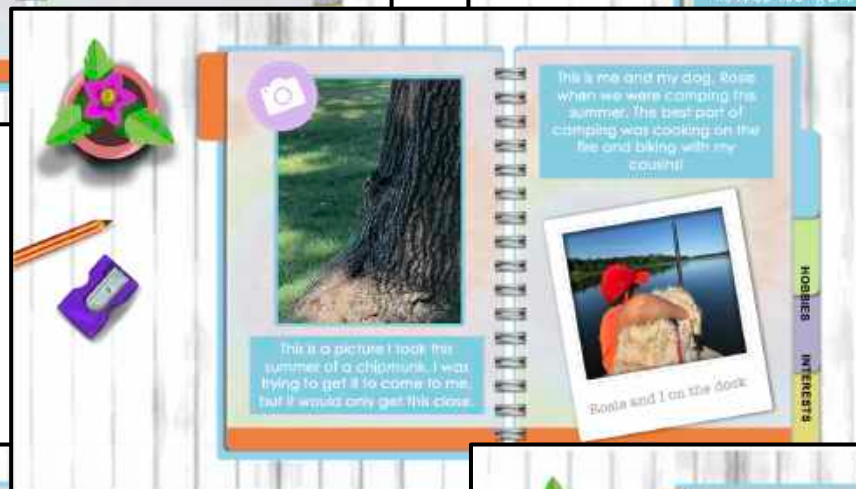 This is a picture I took this
summer of a chipmunk. I was
trying to get it to come to me,
but it would only get this close.
This is me and my dog, Rosie
when we were camping this
summer. The best part of
camping was cooking on the
fire and biking with my
cousins!
Rosie and I on the dock
HOBBIES
INTERESTS